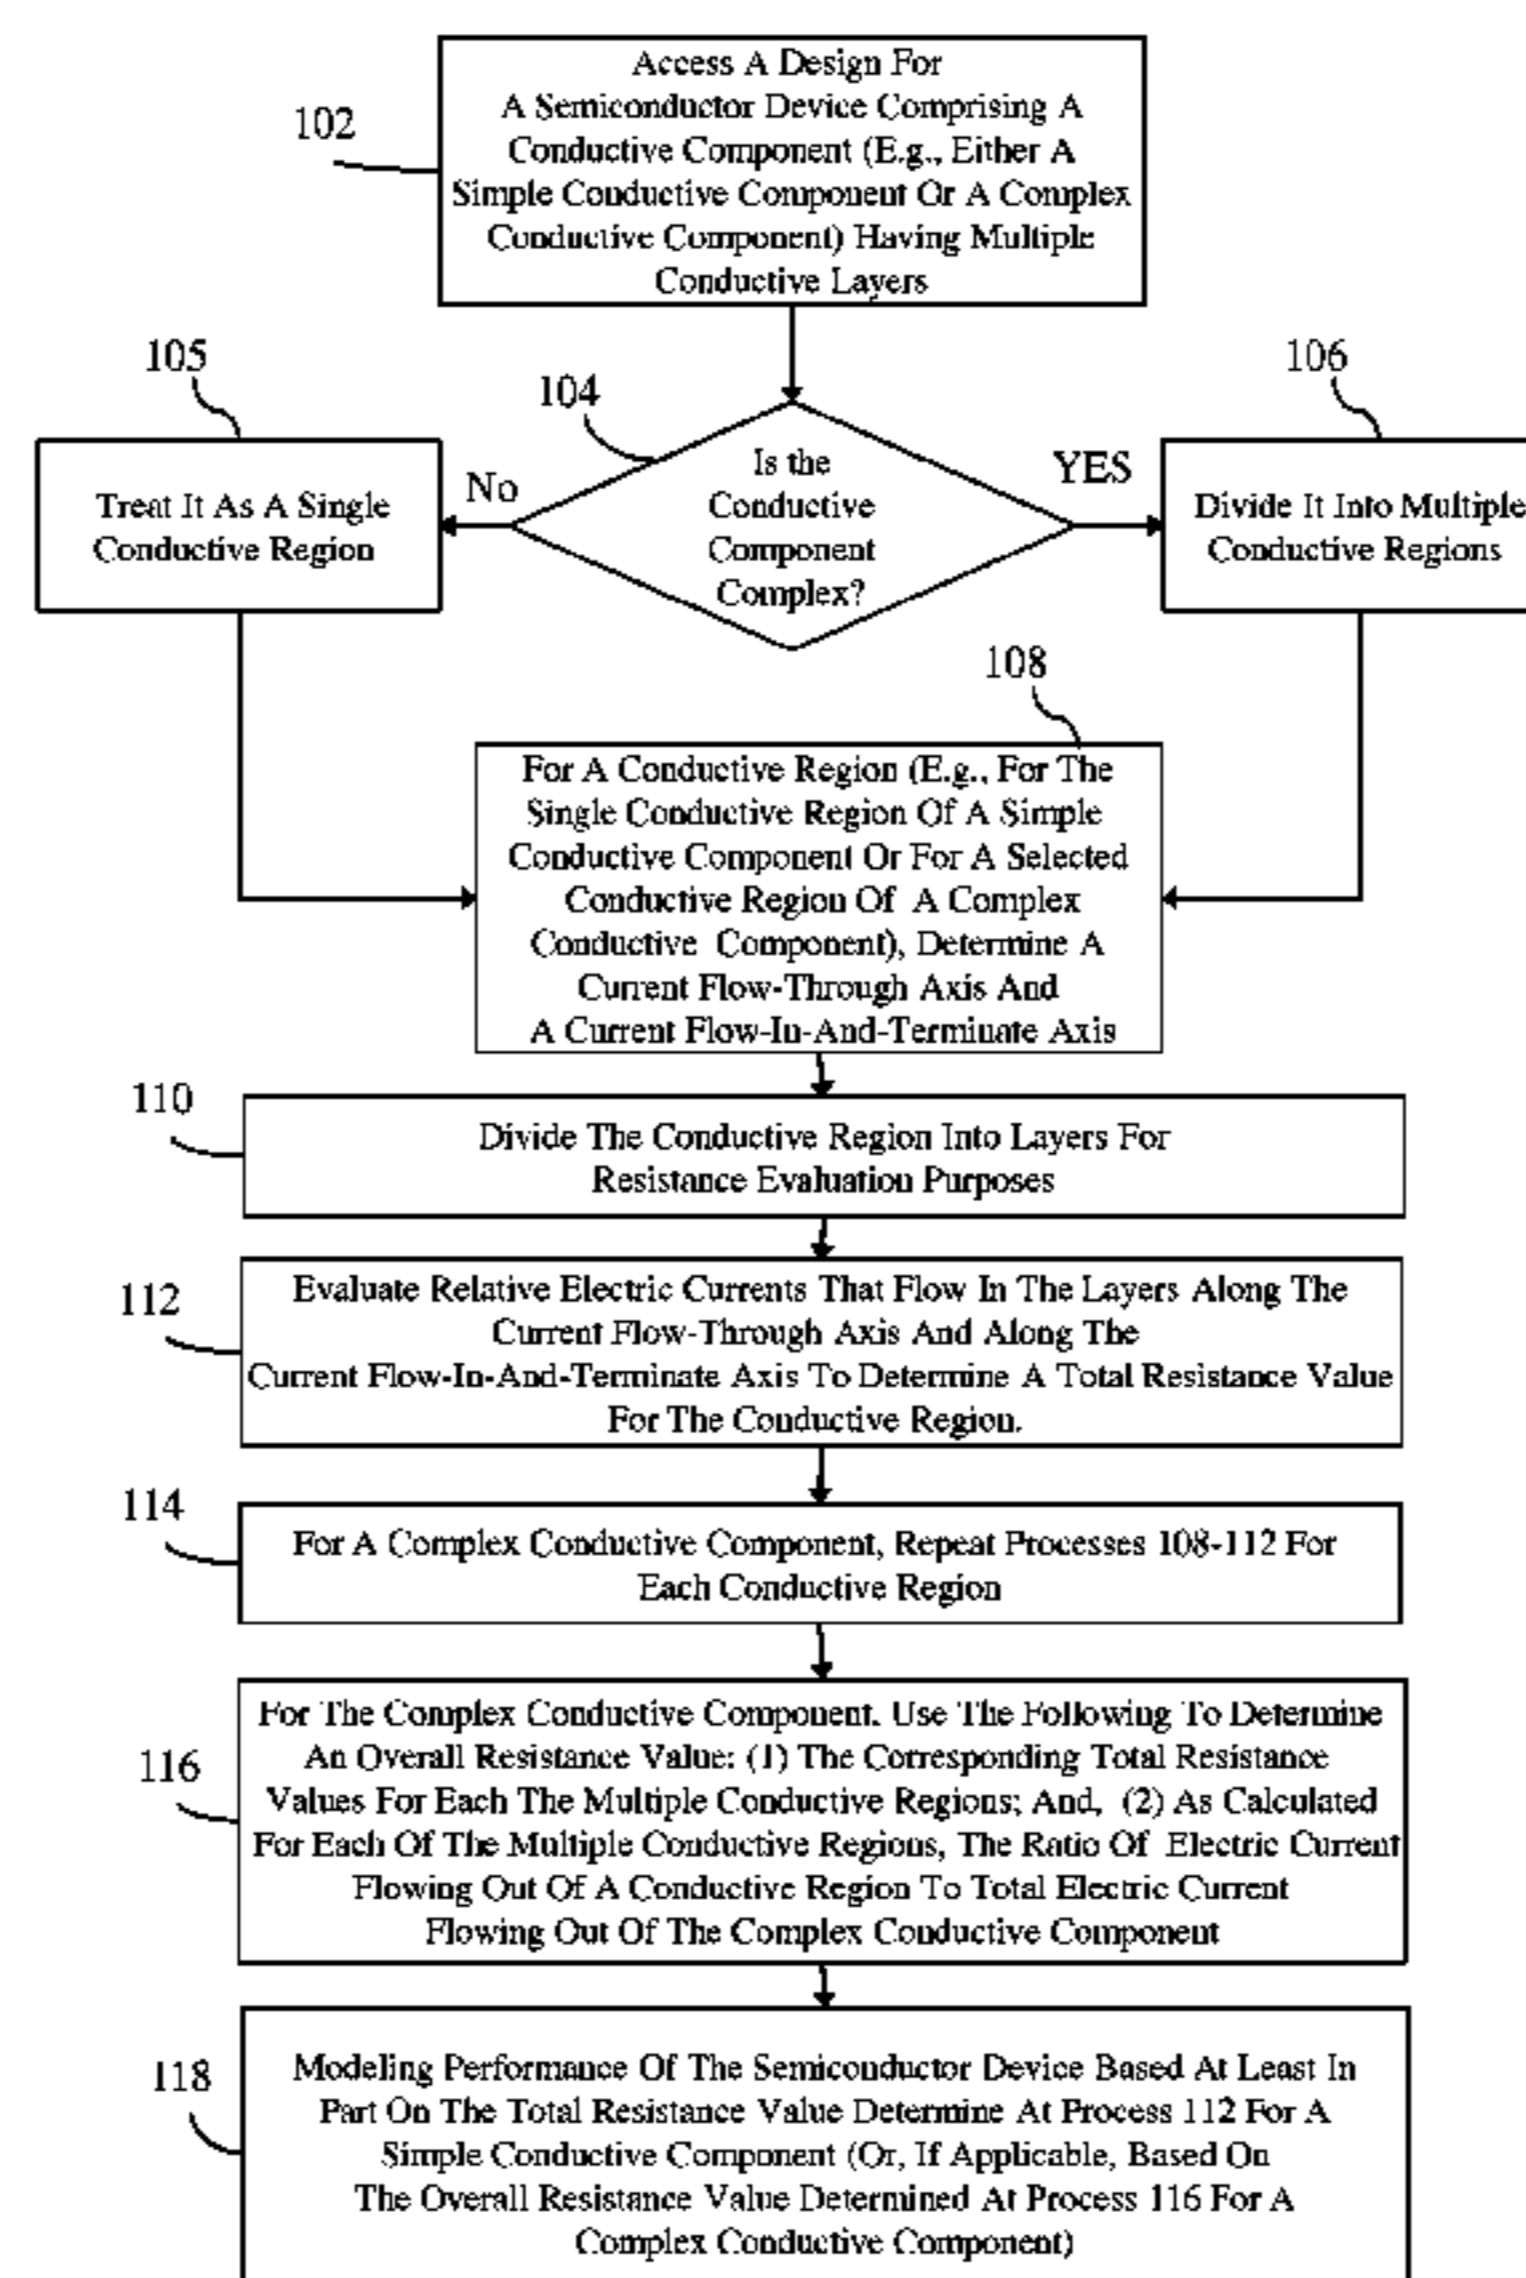 Access A Design For
A Semiconductor Device Comprising A
Conductive Component (E.g., Either A
Simple Conductive Component Or A Complex
Conductive Component) Having Multiple
Conductive Layers
102
105
104
106
Treat It As A Single
Conductive Region
No
Is the
Conductive
Component
Complex?
YES
Divide It Into Multiple
Conductive Regions
108
For A Conductive Region (E.g., For The
Single Conductive Region Of A Simple
Conductive Component Or For A Selected
Conductive Region Of A Complex
Conductive Component), Determine A
Current Flow-Through Axis And
A Current Flow-In-And-Terminate Axis
110
Divide The Conductive Region Into Layers For
Resistance Evaluation Purposes
112
Evaluate Relative Electric Currents That Flow In The Layers Along The
Current Flow-Through Axis And Along The
Current Flow-In-And-Terminate Axis To Determine A Total Resistance Value
For The Conductive Region.
114
For A Complex Conductive Component, Repeat Processes 108-112 For
Each Conductive Region
116
For The Complex Conductive Component. Use The Following To Determine
An Overall Resistance Value: (1) The Corresponding Total Resistance
Values For Each The Multiple Conductive Regions; And, (2) As Calculated
For Each Of The Multiple Conductive Regions, The Ratio Of Electric Current
Flowing Out Of A Conductive Region To Total Electric Current
Flowing Out Of The Complex Conductive Component
118
Modeling Performance Of The Semiconductor Device Based At Least In
Part On The Total Resistance Value Determine At Process 112 For A
Simple Conductive Component (Or, If Applicable, Based On
The Overall Resistance Value Determined At Process 116 For A
Complex Conductive Component)